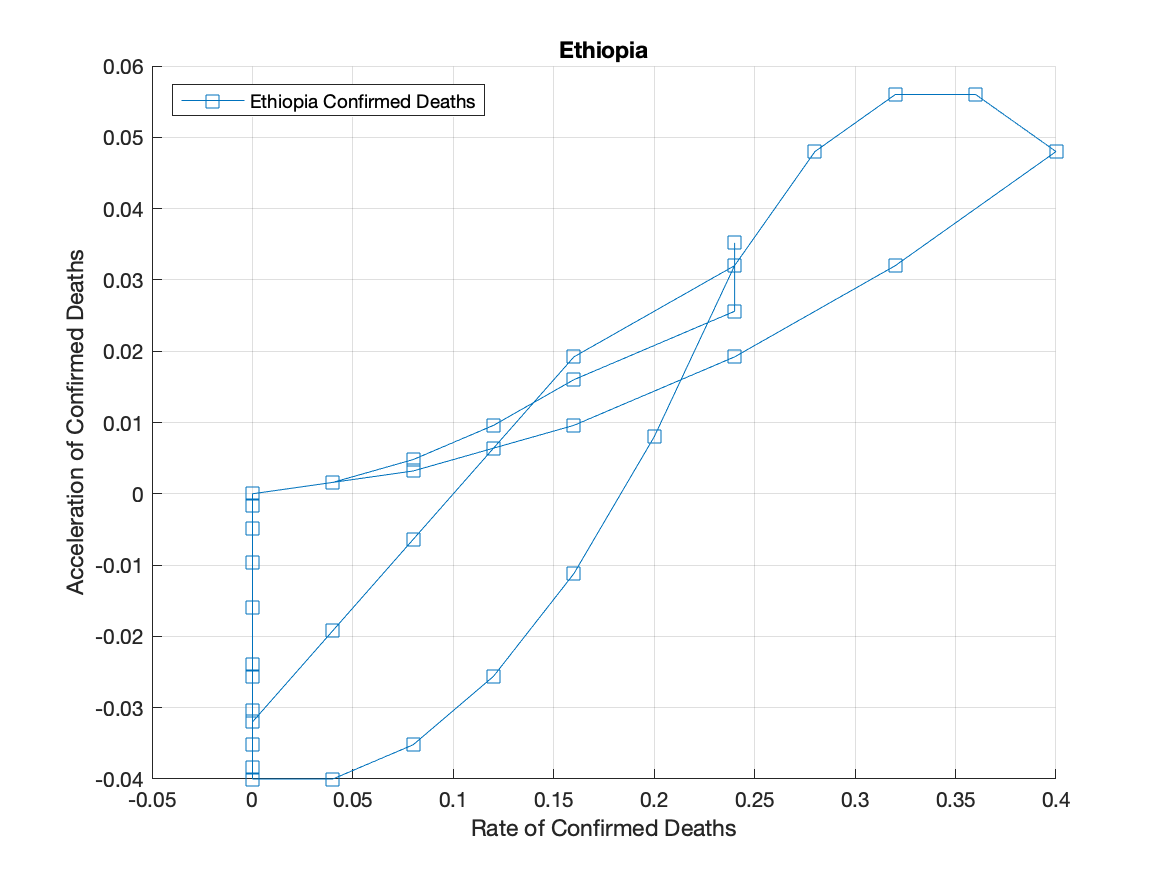 Ethiopia
Ethiopia Confirmed Deaths
0.06
0.05
0.04
0.03
0.02
0.01
0
-0.01
-0.02
-0.03
-0.04
Acceleration of Confirmed Deaths
-0.05 0 0.05 0.1 0.15 0.2 0.25 0.3 0.35 0.4
Rate of Confirmed Deaths